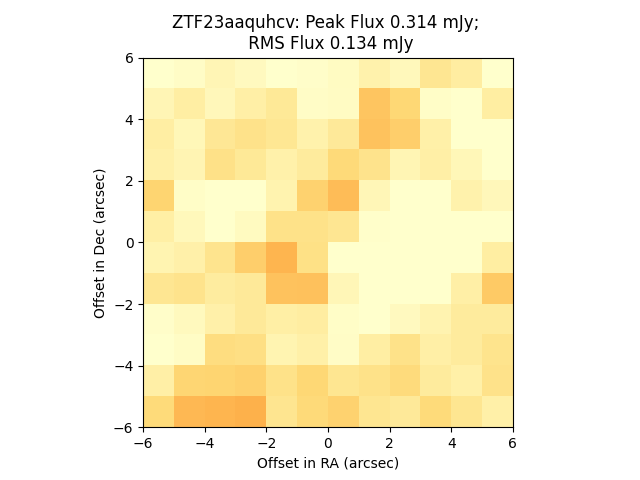 ZTF23aaquhcv: Peak Flux 0.314 mJy;
RMS Flux 0.134 mJy
6
4
2
0
−2
−4
−6
Offset in Dec (arcsec)
−6 −4 −2 0 2 4 6
Offset in RA (arcsec)